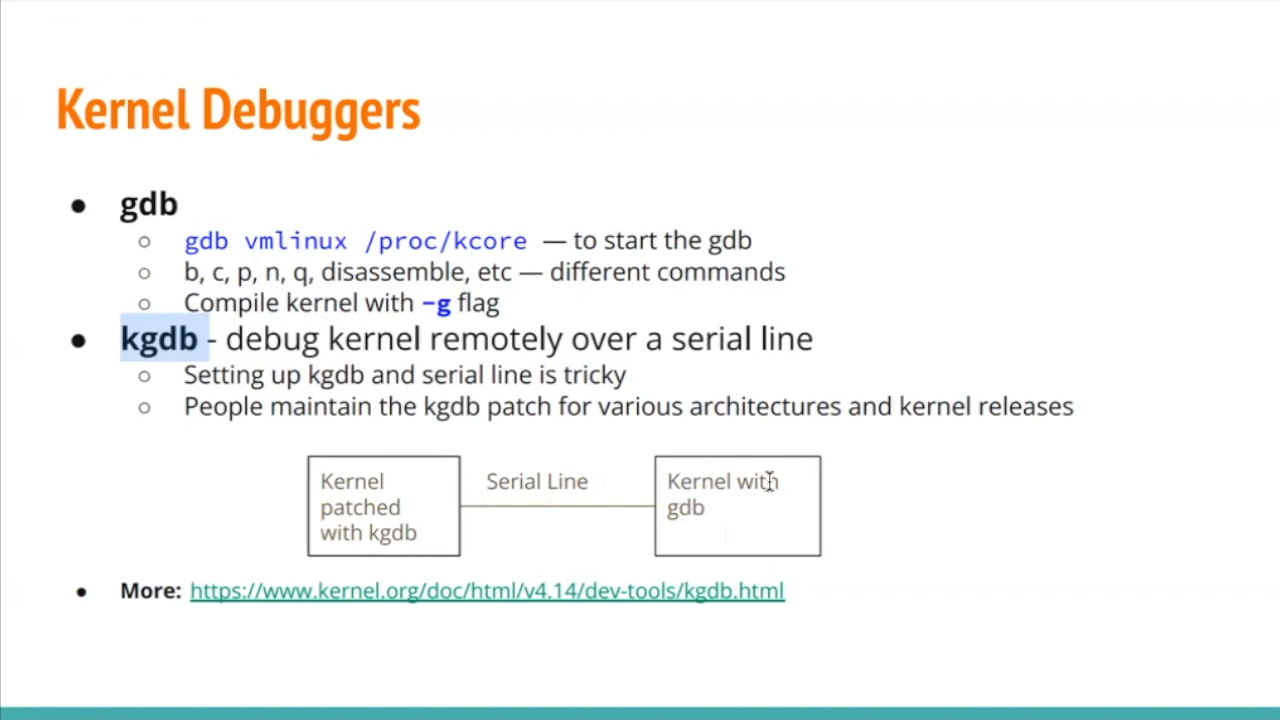 Kernel Debuggers
● gdb
○ gdb vmlinux /proc/kcore — to start the gdb
○ b, c, p, n, q, disassemble, etc — different commands
○ Compile kernel with -g flag
● kgdb - debug kernel remotely over a serial line
○ Setting up kgdb and serial line is tricky
○ People maintain the kgdb patch for various architectures and kernel releases
Kernel
patched
with kgdb
Serial Line
Kernel with
gdb
● More: https://www.kernel.org/doc/html/v4.14/dev-tools/kgdb.html